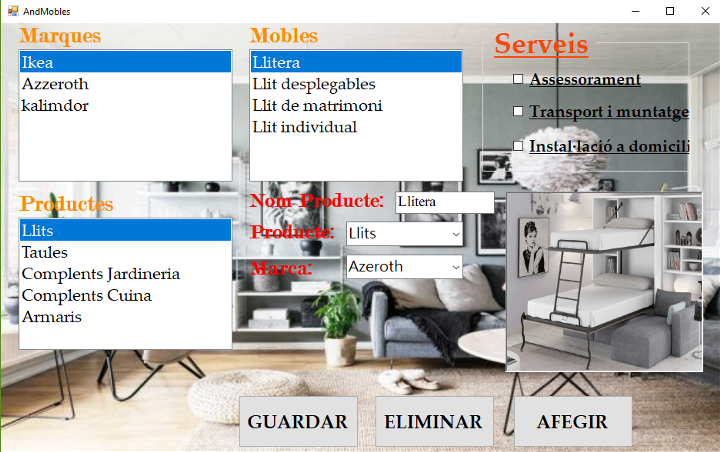 AndMobles
Marques
Ikea
Azzeroth
kalimdor
Mobles
Llitera
Llit desplegables
Llit de matrimoni
Llit individual
Serveis
Assessorament
Transport i muntatge
Instal·lació a domicili
Productes
Llits
Taules
Complents Jardineria
Complents Cuina
Armaris
Nom Producte: Llitera
Producte: Llits
Marca: Azeroth
GUARDAR ELIMINAR AFEGIR